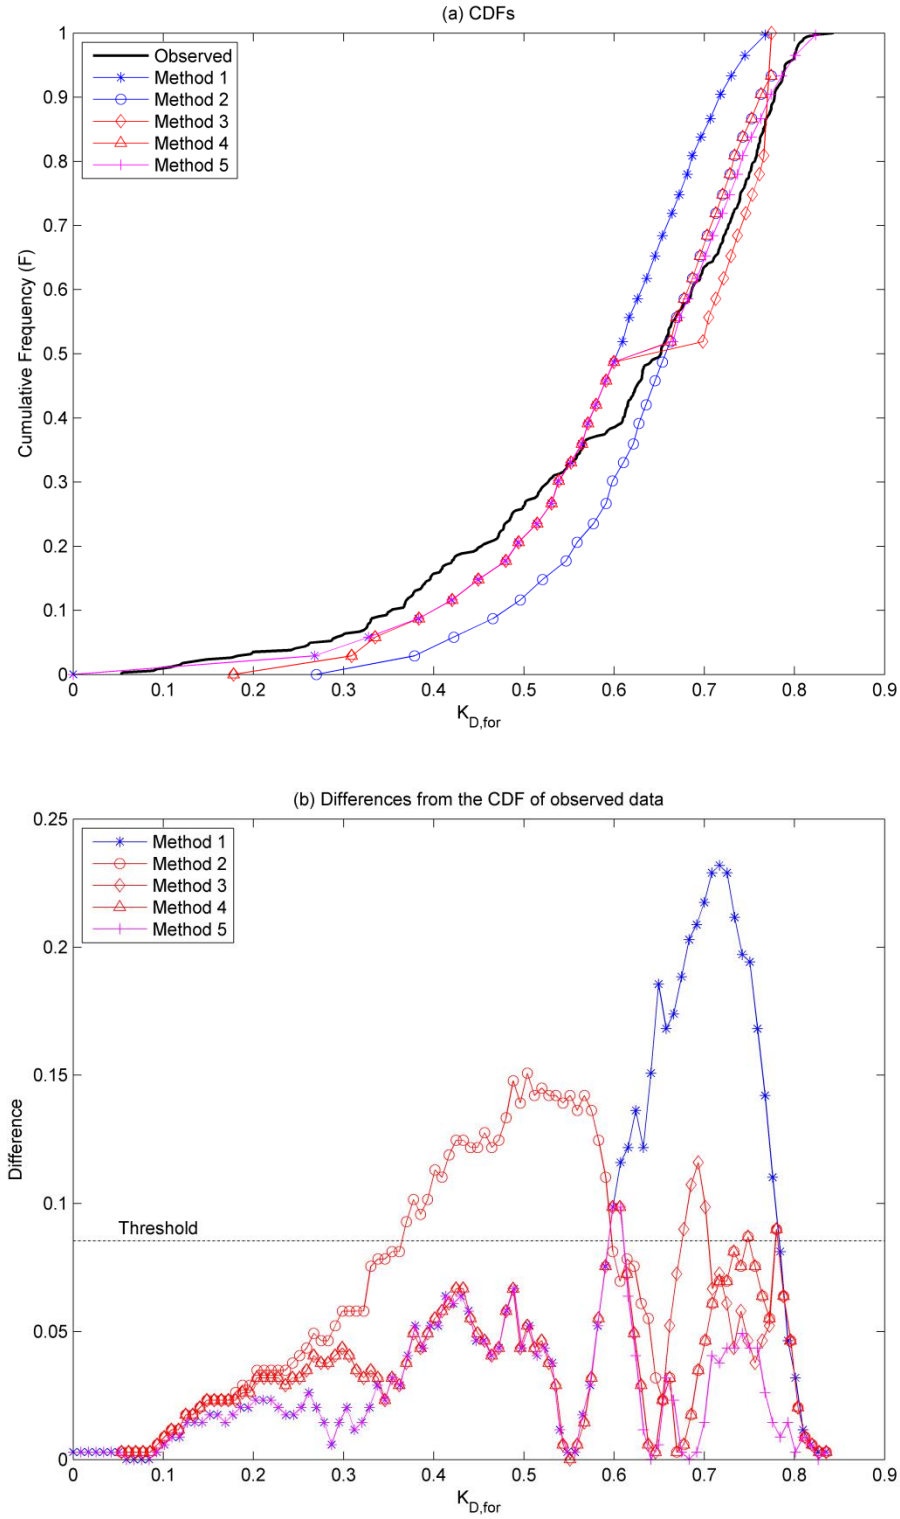 (a) CDFs
1
0.9
0.8
0.7
0.6
0.5
0.4
0.3
0.2
0.1
0
Cumulative Frequency (F)
Observed
Method 1
Method 2
Method 3
Method 4
Method 5
0 0.1 0.2 0.3 0.4 0.5 0.6 0.7 0.8 0.9
K_D,for
(b) Differences from the CDF of observed data
0.25
0.2
0.15
0.1
0.05
0
Difference
Method 1
Method 2
Method 3
Method 4
Method 5
Threshold
0 0.1 0.2 0.3 0.4 0.5 0.6 0.7 0.8 0.9
K_D,for